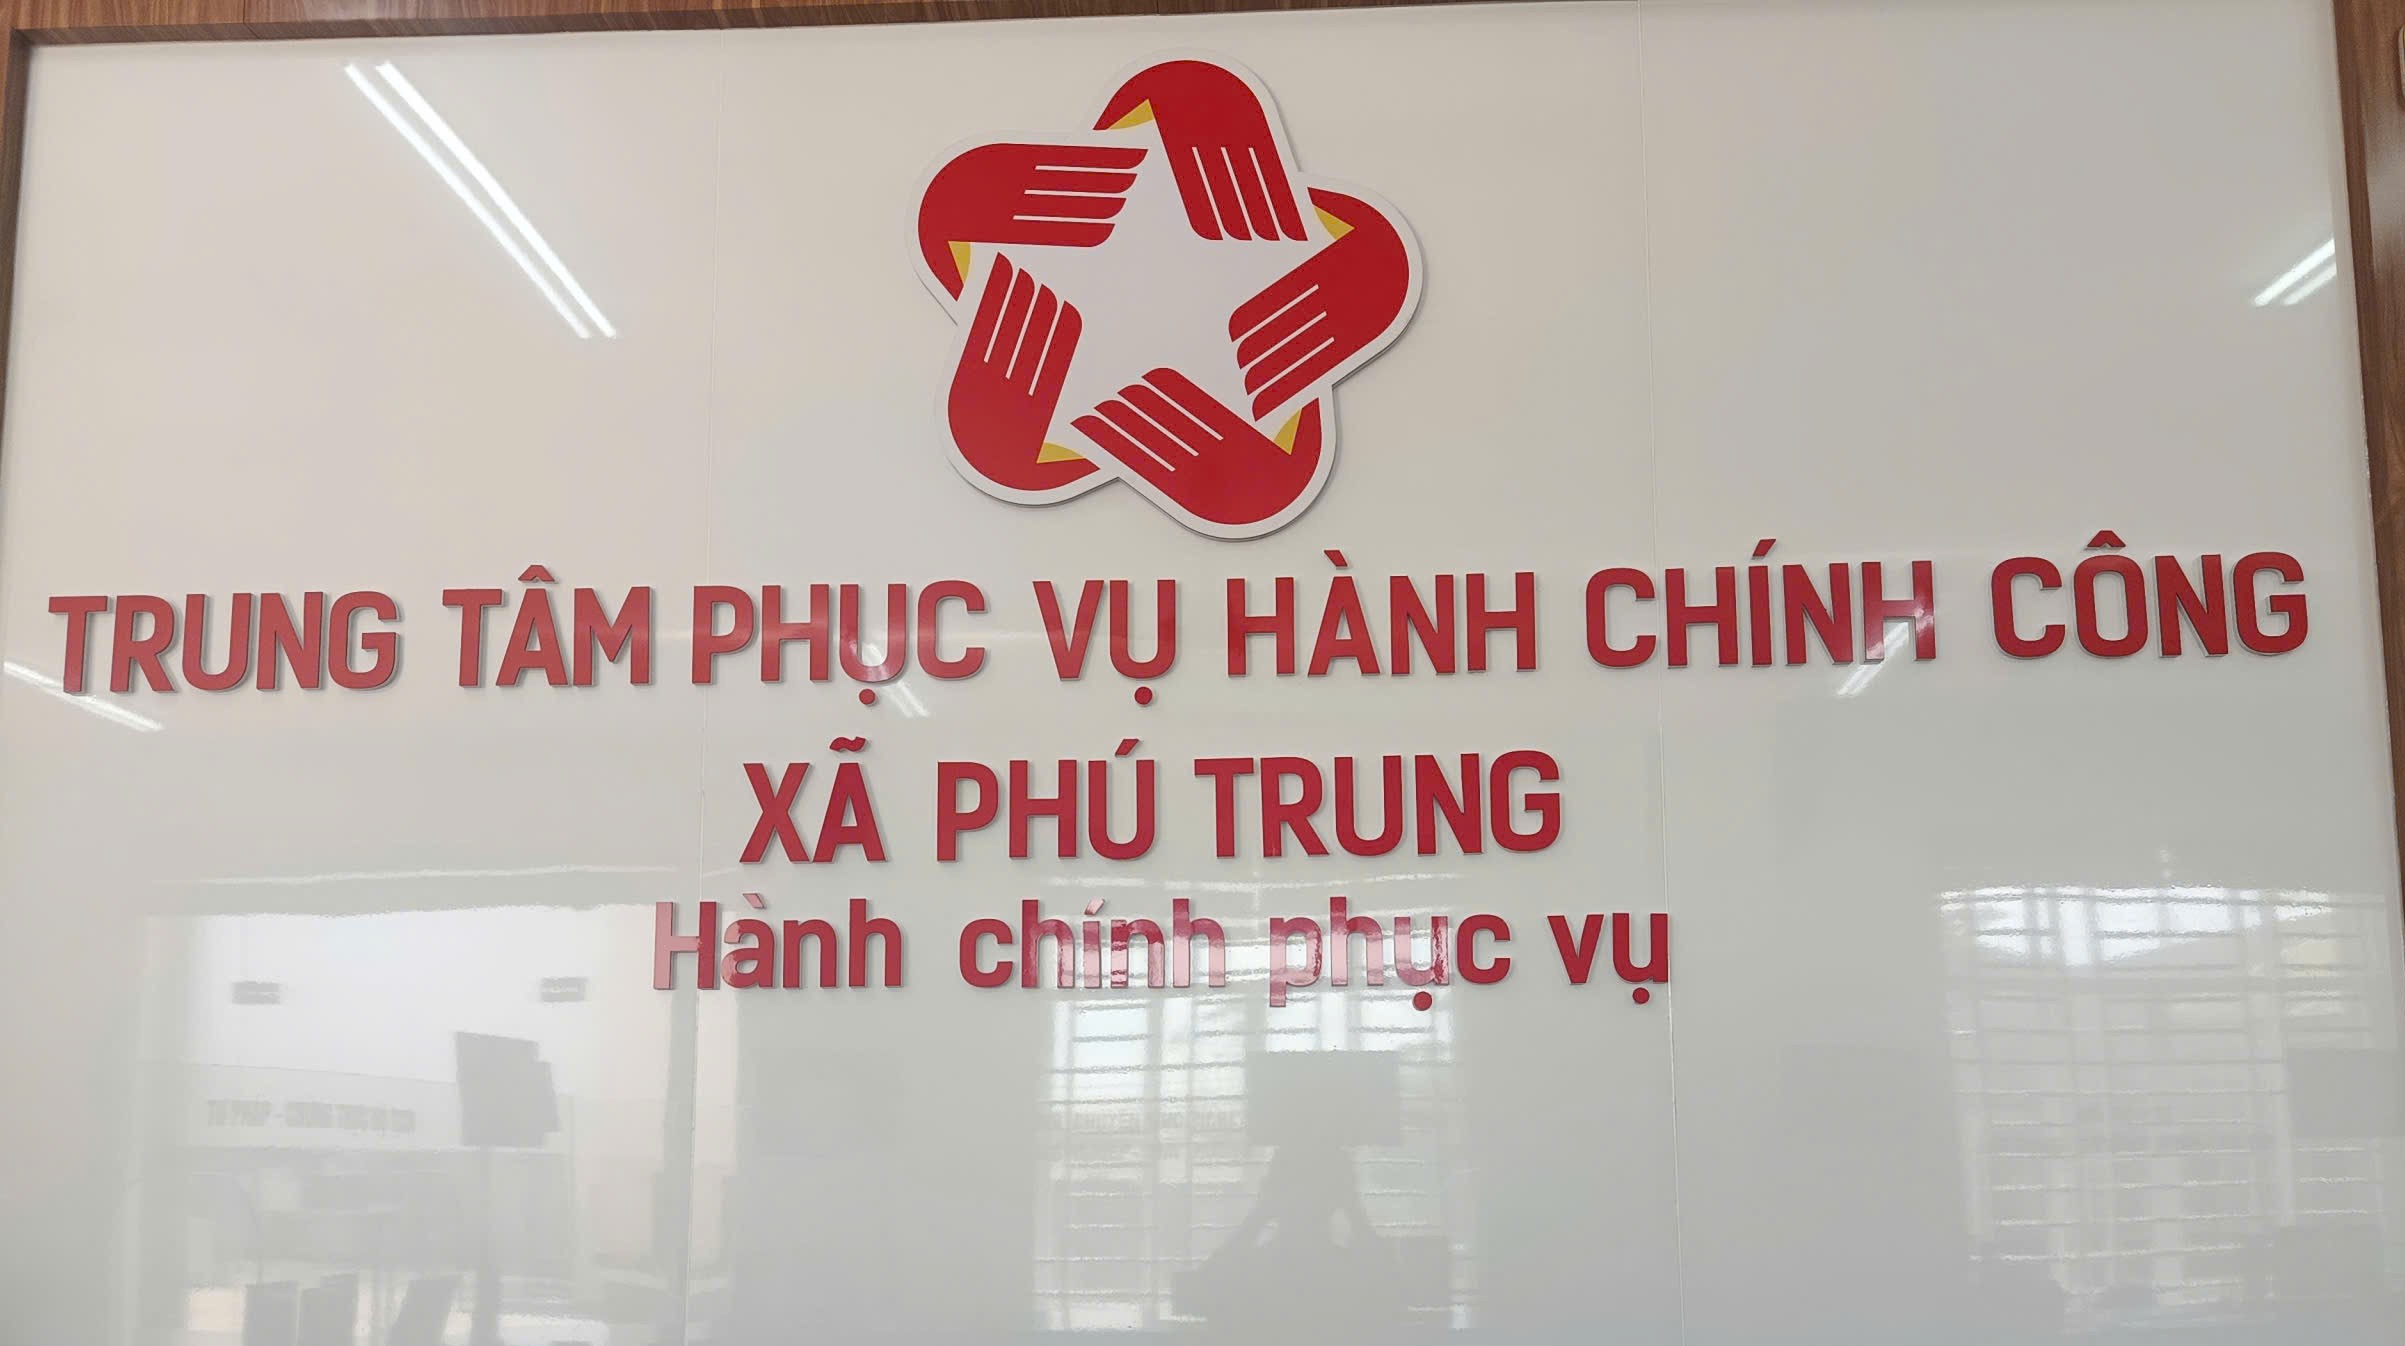 TRUNG TÂM PHỤC VỤ HÀNH CHÍNH CÔNG
XÃ PHÚ TRUNG
Hành chính phục vụ